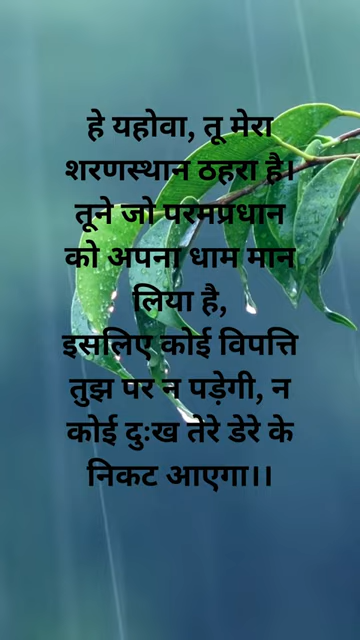 हे यहोवा, तू मेरा
शरणस्थान ठहरा है।
तूने जो परमप्रधान
को अपना धाम मान
लिया है,
इसलिए कोई विपत्ति
तुझ पर न पड़ेगी, न
कोई दुःख तेरे डेरे के
निकट आएगा।।